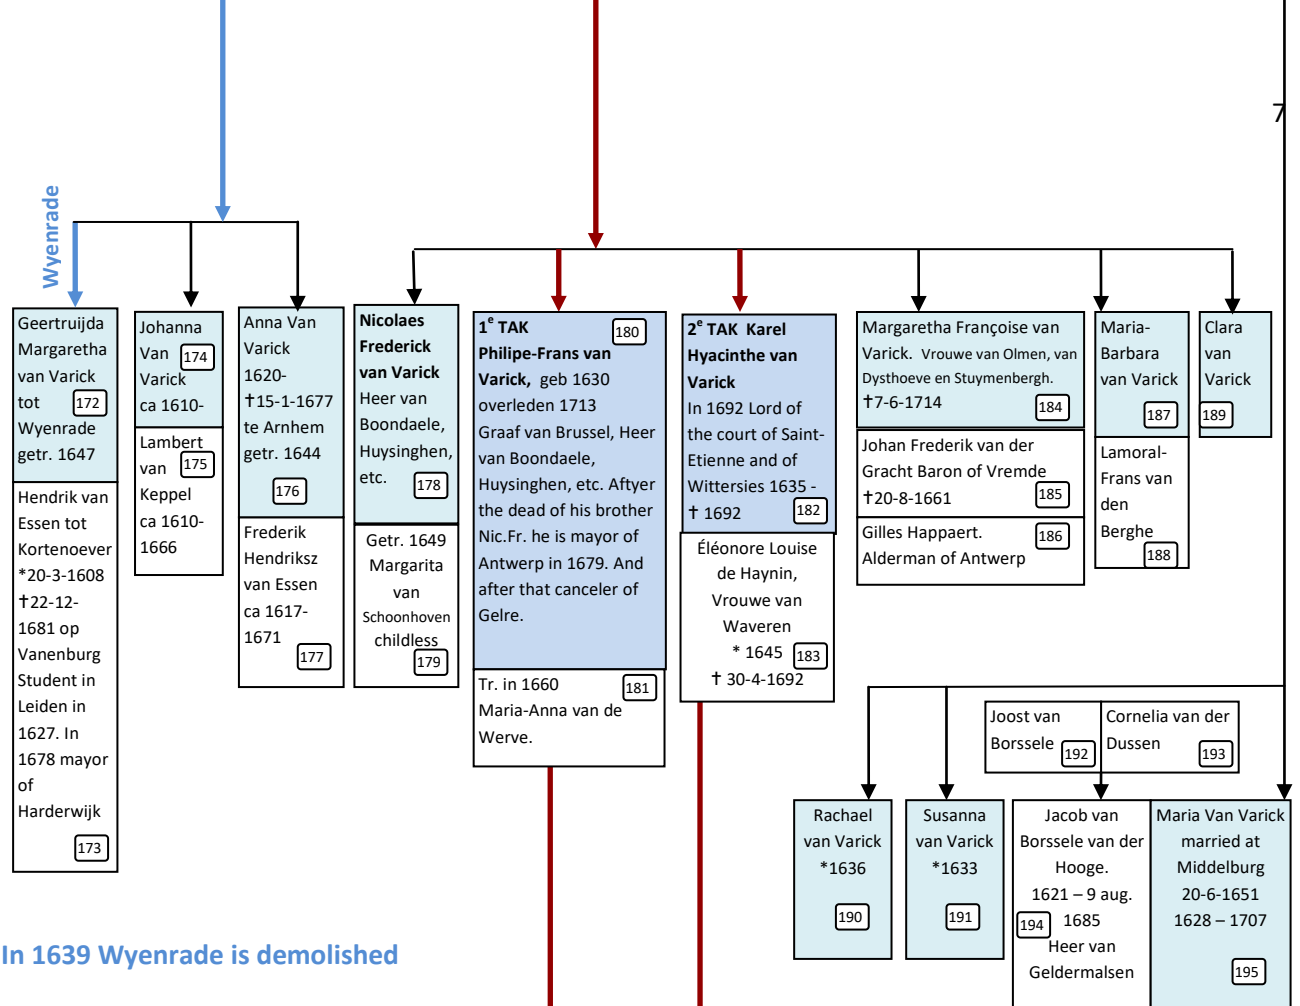 7
Wyenrade
Geertruijda
Margaretha
van Varick
tot 172
Wyenrade
getr. 1647
Hendrik van
Essen tot
Kortenoever
*20-3-1608
†22-12-
1681 op
Vanenburg
Student in
Leiden in
1627. In
1678 mayor
of
Harderwijk
173
Johanna
Van 174
Varick
ca 1610-
Lambert
van 175
Keppel
ca 1610-
1666
Anna Van
Varick
1620-
†15-1-1677
te Arnhem
getr. 1644
176
Frederik
Hendriksz
van Essen
ca 1617-
1671
177
Nicolaes
Frederick
van Varick
Heer van
Boondaele,
Huysinghen,
etc. 178
Getr. 1649
Margarita
van
Schoonhoven
childless
179
1e TAK 180
Philipe-Frans van
Varick, geb 1630
overleden 1713
Graaf van Brussel, Heer
van Boondaele,
Huysinghen, etc. Aftyer
the dead of his brother
Nic.Fr. he is mayor of
Antwerp in 1679. And
after that canceler of
Gelre.
Tr. in 1660 181
Maria-Anna van de
Werve.
2e TAK Karel
Hyacinthe van
Varick
In 1692 Lord of
the court of Saint-
Etienne and of
Wittersies 1635 -
† 1692 182
Éléonore Louise
de Haynin,
Vrouwe van
Waveren
* 1645 183
† 30-4-1692
Margaretha Françoise van
Varick. Vrouwe van Olmen, van
Dysthoeve en Stuymenbergh.
†7-6-1714 184
Johan Frederik van der
Gracht Baron of Vremde
†20-8-1661 185
Gilles Happaert. 186
Alderman of Antwerp
Maria-
Barbara
van Varick
187
Lamoral-
Frans van
den
Berghe
188
Clara
van
Varick
189
Rachael
van Varick
*1636
190
Susanna
van Varick
*1633
191
Joost van
Borssele 192
Cornelia van der
Dussen 193
Jacob van
Borssele van der
Hooge.
1621 – 9 aug.
194 1685
Heer van
Geldermalsen
Maria Van Varick
married at
Middelburg
20-6-1651
1628 – 1707
195
In 1639 Wyenrade is demolished